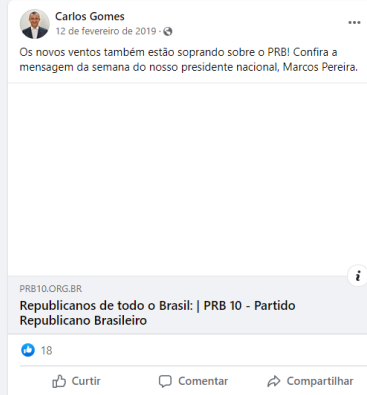 Carlos Gomes
12 de fevereiro de 2019 ·
Os novos ventos também estão soprando sobre o PRB! Confira a
mensagem da semana do nosso presidente nacional, Marcos Pereira.
PRB10.ORG.BR
Republicanos de todo o Brasil: | PRB 10 - Partido
Republicano Brasileiro
18
Curtir Comentar Compartilhar